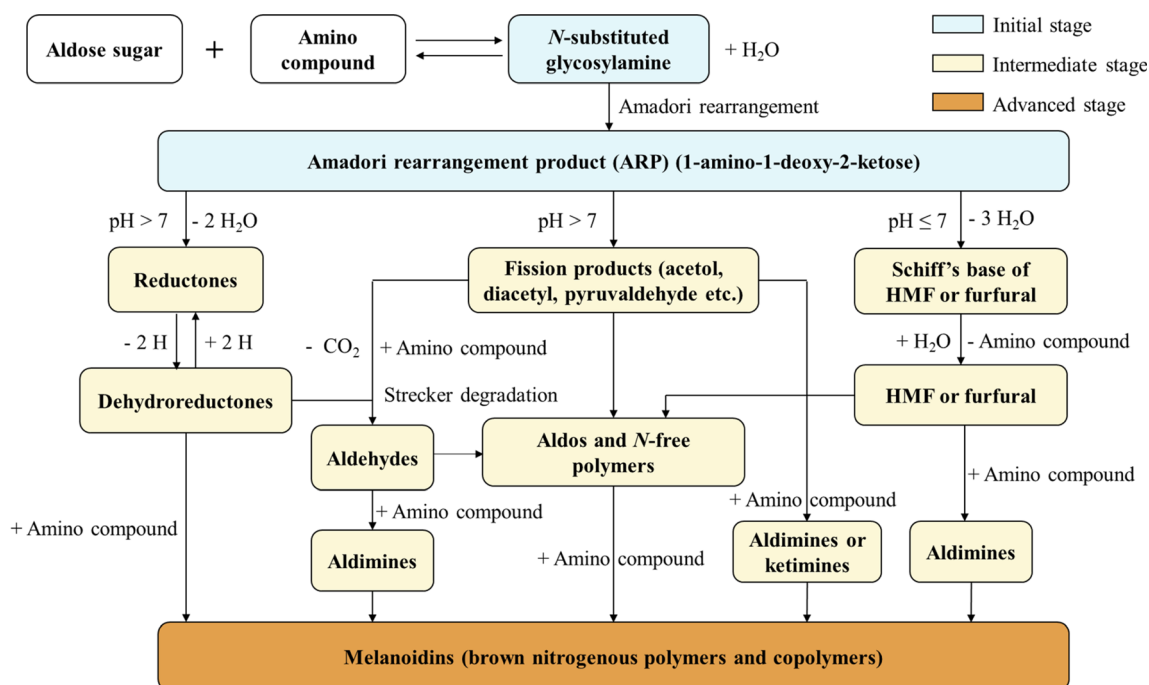 Aldose sugar
+
Amino
compound
N-substituted
glycosylamine
+ H₂O
Initial stage
Intermediate stage
Advanced stage
Amadori rearrangement
Amadori rearrangement product (ARP) (1-amino-1-deoxy-2-ketose)
pH > 7
- 2 H₂O
pH > 7
pH ≤ 7
- 3 H₂O
Reductones
Fission products (acetol,
diacetyl, pyruvaldehyde etc.)
Schiff's base of
HMF or furfural
- 2 H
+ 2 H
- CO₂
+ Amino compound
+ H₂O
- Amino compound
Dehydroreductones
Strecker degradation
HMF or furfural
Aldehydes
Aldos and N-free
polymers
+ Amino compound
+ Amino compound
+ Amino compound
+ Amino compound
+ Amino compound
Aldimines
Aldimines or
ketimines
Aldimines
Melanoidins (brown nitrogenous polymers and copolymers)